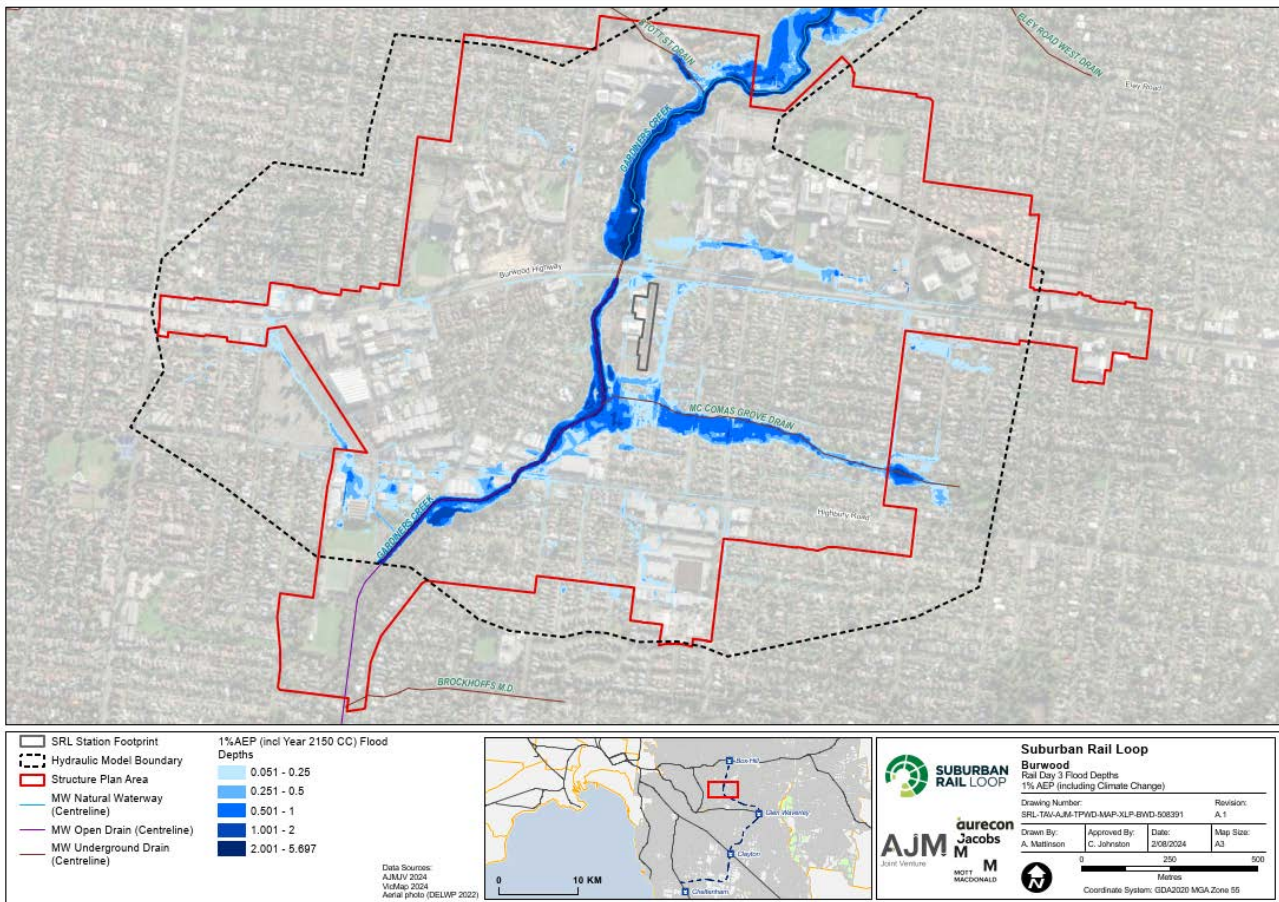 STOTT ST DRAIN
ELEY ROAD WEST DRAIN
Eley Road
GARDINERS CREEK
Burwood Highway
MC COMAS GROVE DRAIN
Highbury Road
GARDINERS CREEK
BROCKHOFFS M.D.
SRL Station Footprint
Hydraulic Model Boundary
Structure Plan Area
MW Natural Waterway
(Centreline)
MW Open Drain (Centreline)
MW Underground Drain
(Centreline)
1%AEP (incl Year 2150 CC) Flood
Depths
0.051 - 0.25
0.251 - 0.5
0.501 - 1
1.001 - 2
2.001 - 5.697
Data Sources:
AJMJV 2024
VicMap 2024
Aerial photo (DELWP 2022)
Box Hill
Glen Waverley
Clayton
Cheltenham
0 10 KM
SUBURBAN
RAIL LOOP
AJM
Joint Venture
aurecon
Jacobs
M
M
MOTT
MACDONALD
Suburban Rail Loop
Burwood
Rail Day 3 Flood Depths
1% AEP (including Climate Change)
Drawing Number: Revision:
SRL-TAV-AJM-TPWD-MAP-XLP-BWD-508391 A.1
Drawn By: Approved By: Date: Map Size:
A. Mattinson C. Johnston 2/08/2024 A3
N
0 250 500
Metres
Coordinate System: GDA2020 MGA Zone 55